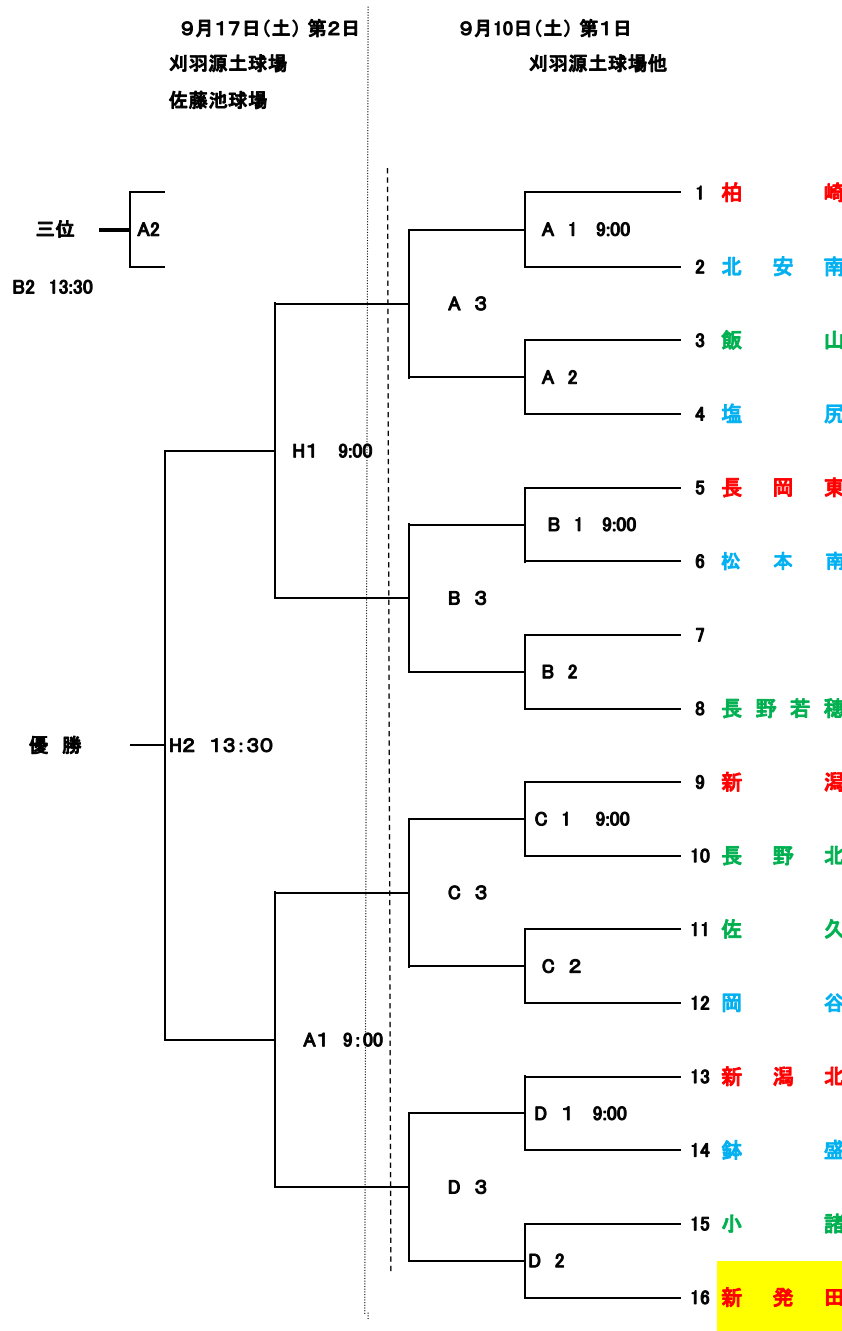 9月17日(土) 第2日 9月10日(土) 第1日
刈羽源土球場 刈羽源土球場他
佐藤池球場
1 柏崎
三位 A2 A 1 9:00
2 北安南
B2 13:30
A 3
3 飯山
A 2
4 塩尻
H1 9:00
5 長岡東
B 1 9:00
6 松本南
B 3
7
B 2
8 長野若穂
優勝 H2 13:30
9 新潟
C 1 9:00
10 長野北
C 3
11 佐久
C 2
12 岡谷
A1 9:00
13 新潟北
D 1 9:00
14 鉢盛
D 3
15 小諸
D 2
16 新発田